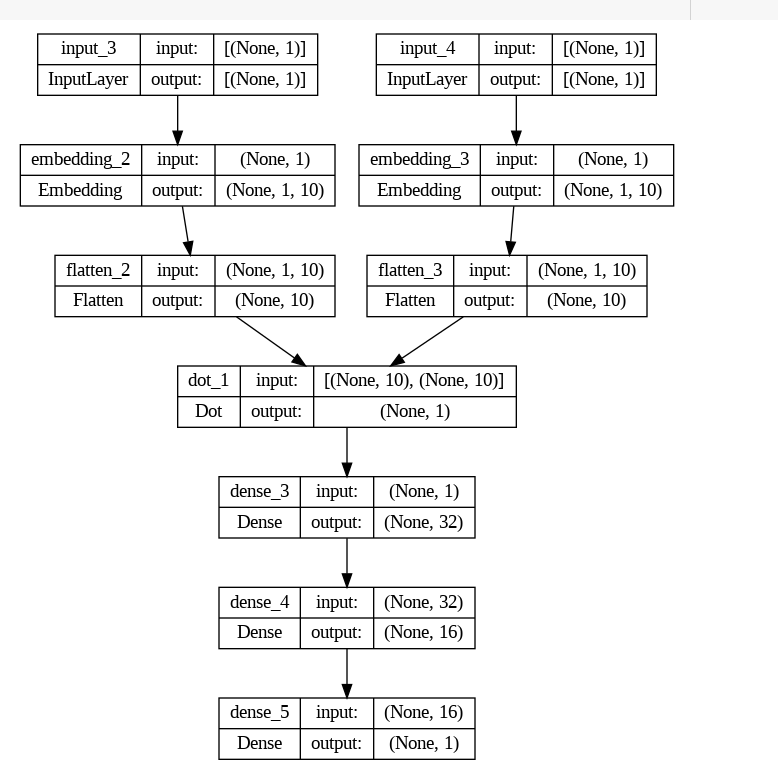 input_3 input: [(None, 1)]
InputLayer output: [(None, 1)]
input_4 input: [(None, 1)]
InputLayer output: [(None, 1)]
embedding_2 input: (None, 1)
Embedding output: (None, 1, 10)
embedding_3 input: (None, 1)
Embedding output: (None, 1, 10)
flatten_2 input: (None, 1, 10)
Flatten output: (None, 10)
flatten_3 input: (None, 1, 10)
Flatten output: (None, 10)
dot_1 input: [(None, 10), (None, 10)]
Dot output: (None, 1)
dense_3 input: (None, 1)
Dense output: (None, 32)
dense_4 input: (None, 32)
Dense output: (None, 16)
dense_5 input: (None, 16)
Dense output: (None, 1)